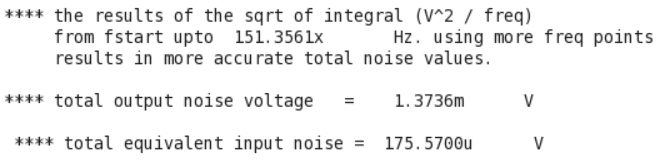 **** the results of the sqrt of integral (V^2 / freq)
from fstart upto 151.3561x Hz. using more freq points
results in more accurate total noise values.
**** total output noise voltage = 1.3736m V
**** total equivalent input noise = 175.5700u V